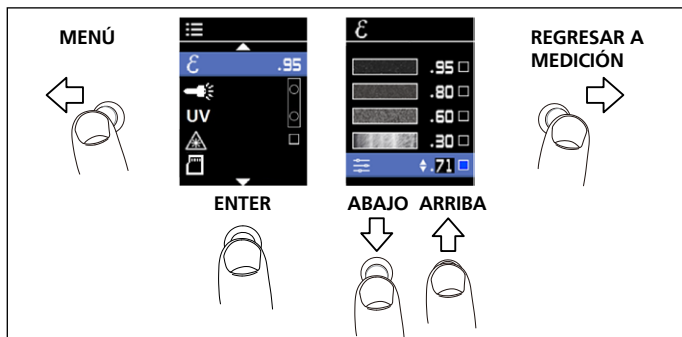 MENÚ
ε .95
UV
ε
.95
.80
.60
.30
.71
REGRESAR A
MEDICIÓN
ENTER
ABAJO ARRIBA